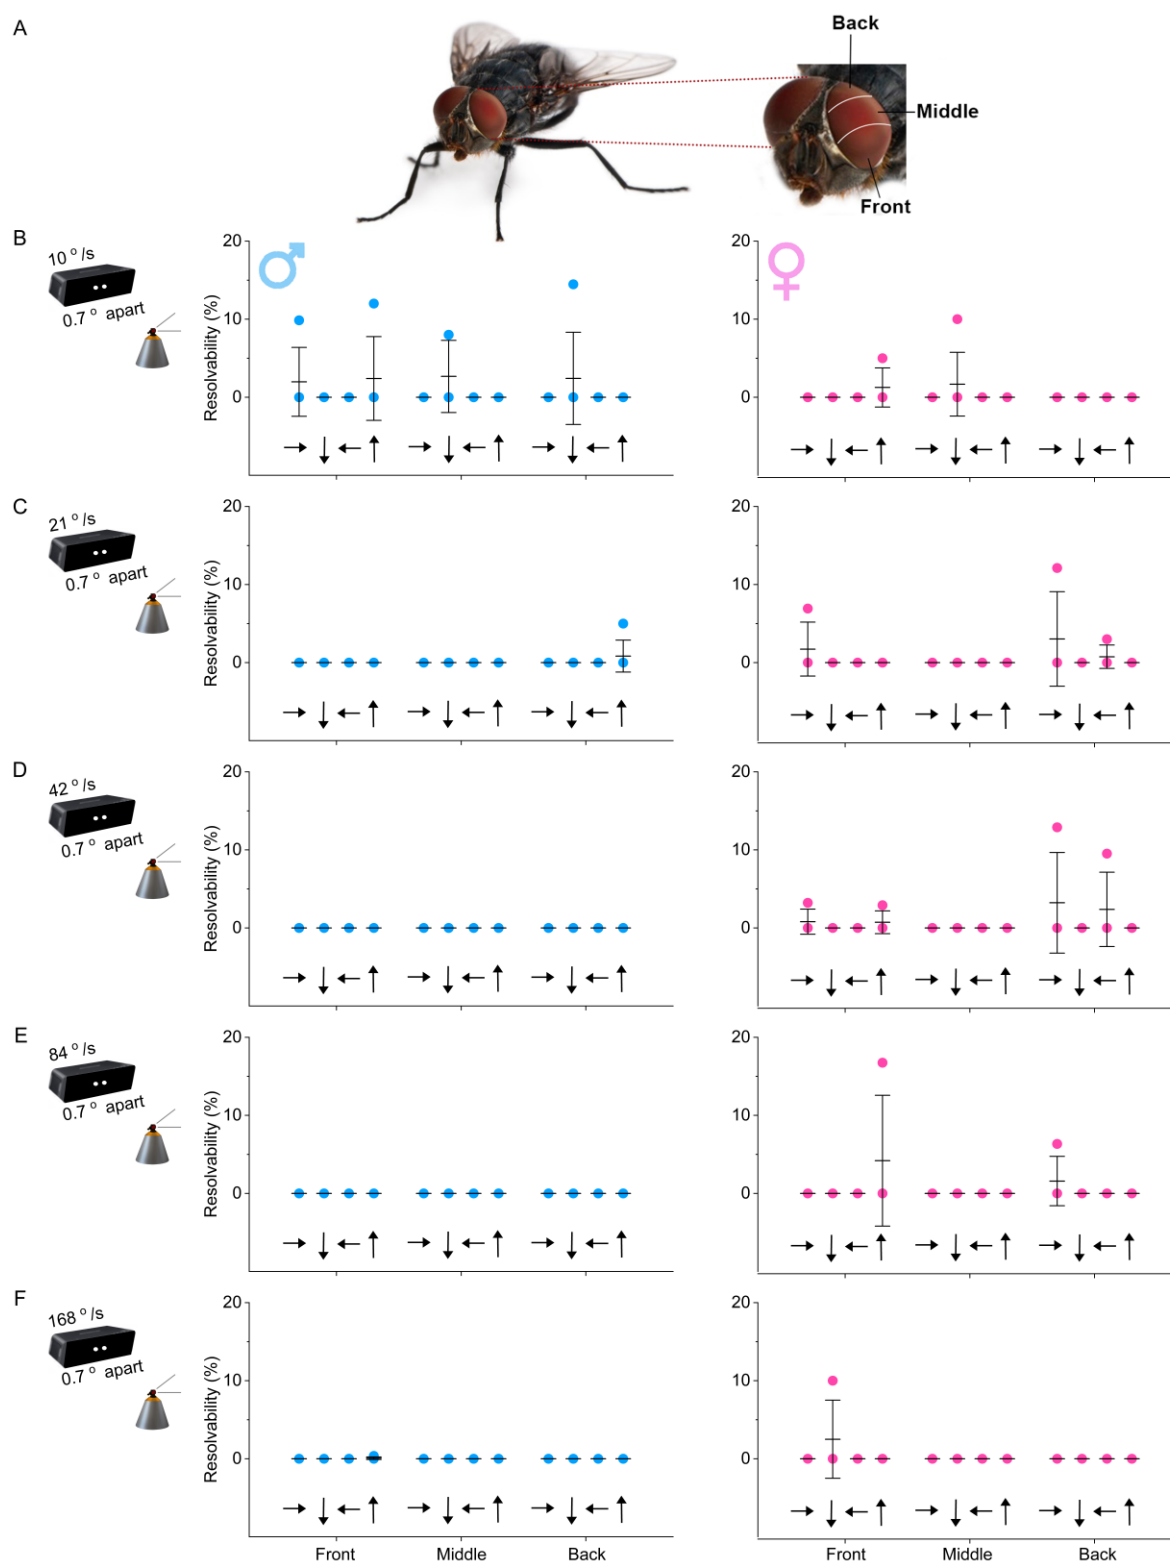 A
Back
Middle
Front
B
10 °/s
0.7 ° apart
Resolvability (%)
20
10
0
♂
20
10
0
♀
C
21 °/s
0.7 ° apart
Resolvability (%)
20
10
0
20
10
0
D
42 °/s
0.7 ° apart
Resolvability (%)
20
10
0
20
10
0
E
84 °/s
0.7 ° apart
Resolvability (%)
20
10
0
20
10
0
F
168 °/s
0.7 ° apart
Resolvability (%)
20
10
0
20
10
0
Front Middle Back
Front Middle Back